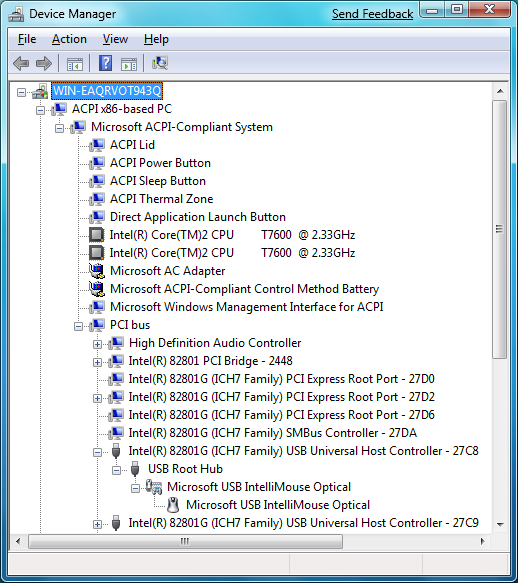 Device Manager
Send Feedback
File Action View Help
WIN-EAQRVOT943Q
ACPI x86-based PC
Microsoft ACPI-Compliant System
ACPI Lid
ACPI Power Button
ACPI Sleep Button
ACPI Thermal Zone
Direct Application Launch Button
Intel(R) Core(TM)2 CPU T7600 @ 2.33GHz
Intel(R) Core(TM)2 CPU T7600 @ 2.33GHz
Microsoft AC Adapter
Microsoft ACPI-Compliant Control Method Battery
Microsoft Windows Management Interface for ACPI
PCI bus
High Definition Audio Controller
Intel(R) 82801 PCI Bridge - 2448
Intel(R) 82801G (ICH7 Family) PCI Express Root Port - 27D0
Intel(R) 82801G (ICH7 Family) PCI Express Root Port - 27D2
Intel(R) 82801G (ICH7 Family) PCI Express Root Port - 27D6
Intel(R) 82801G (ICH7 Family) SMBus Controller - 27DA
Intel(R) 82801G (ICH7 Family) USB Universal Host Controller - 27C8
USB Root Hub
Microsoft USB IntelliMouse Optical
Microsoft USB IntelliMouse Optical
Intel(R) 82801G (ICH7 Family) USB Universal Host Controller - 27C9